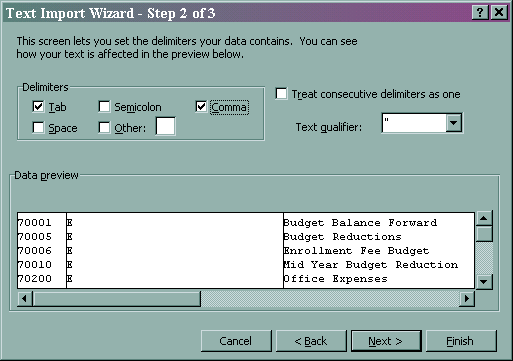 Text Import Wizard - Step 2 of 3
This screen lets you set the delimiters your data contains. You can see
how your text is affected in the preview below.
Delimiters
Tab Semicolon Comma
Space Other:
Treat consecutive delimiters as one
Text qualifier: "
Data preview
70001 E Budget Balance Forward
70005 E Budget Reductions
70006 E Enrollment Fee Budget
70010 E Mid Year Budget Reduction
70200 E Office Expenses
Cancel < Back Next > Finish